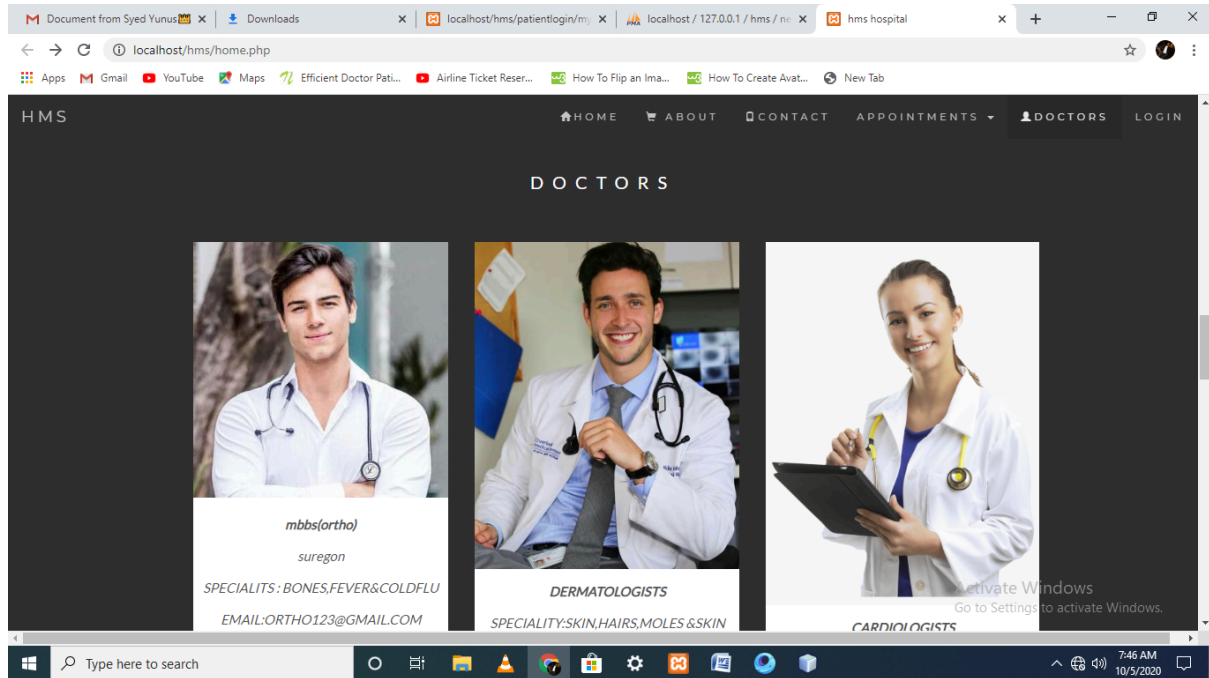 Document from Syed Yunus
Downloads
localhost/hms/patientlogin/my
localhost / 127.0.0.1 / hms / ne
hms hospital
localhost/hms/home.php
Apps
Gmail
YouTube
Maps
Efficient Doctor Pati...
Airline Ticket Reser...
How To Flip an Ima...
How To Create Avat...
New Tab
HMS
HOME
ABOUT
CONTACT
APPOINTMENTS
DOCTORS
LOGIN
DOCTORS
mbbs(ortho)
suregon
SPECIALITS : BONES,FEVER&COLDFLU
EMAIL:ORTHO123@GMAIL.COM
DERMATOLOGISTS
SPECIALITY:SKIN,HAIRS,MOLES &SKIN
CARDIOLOGISTS
Activate Windows
Go to Settings to activate Windows.
Type here to search
7:46 AM
10/5/2020